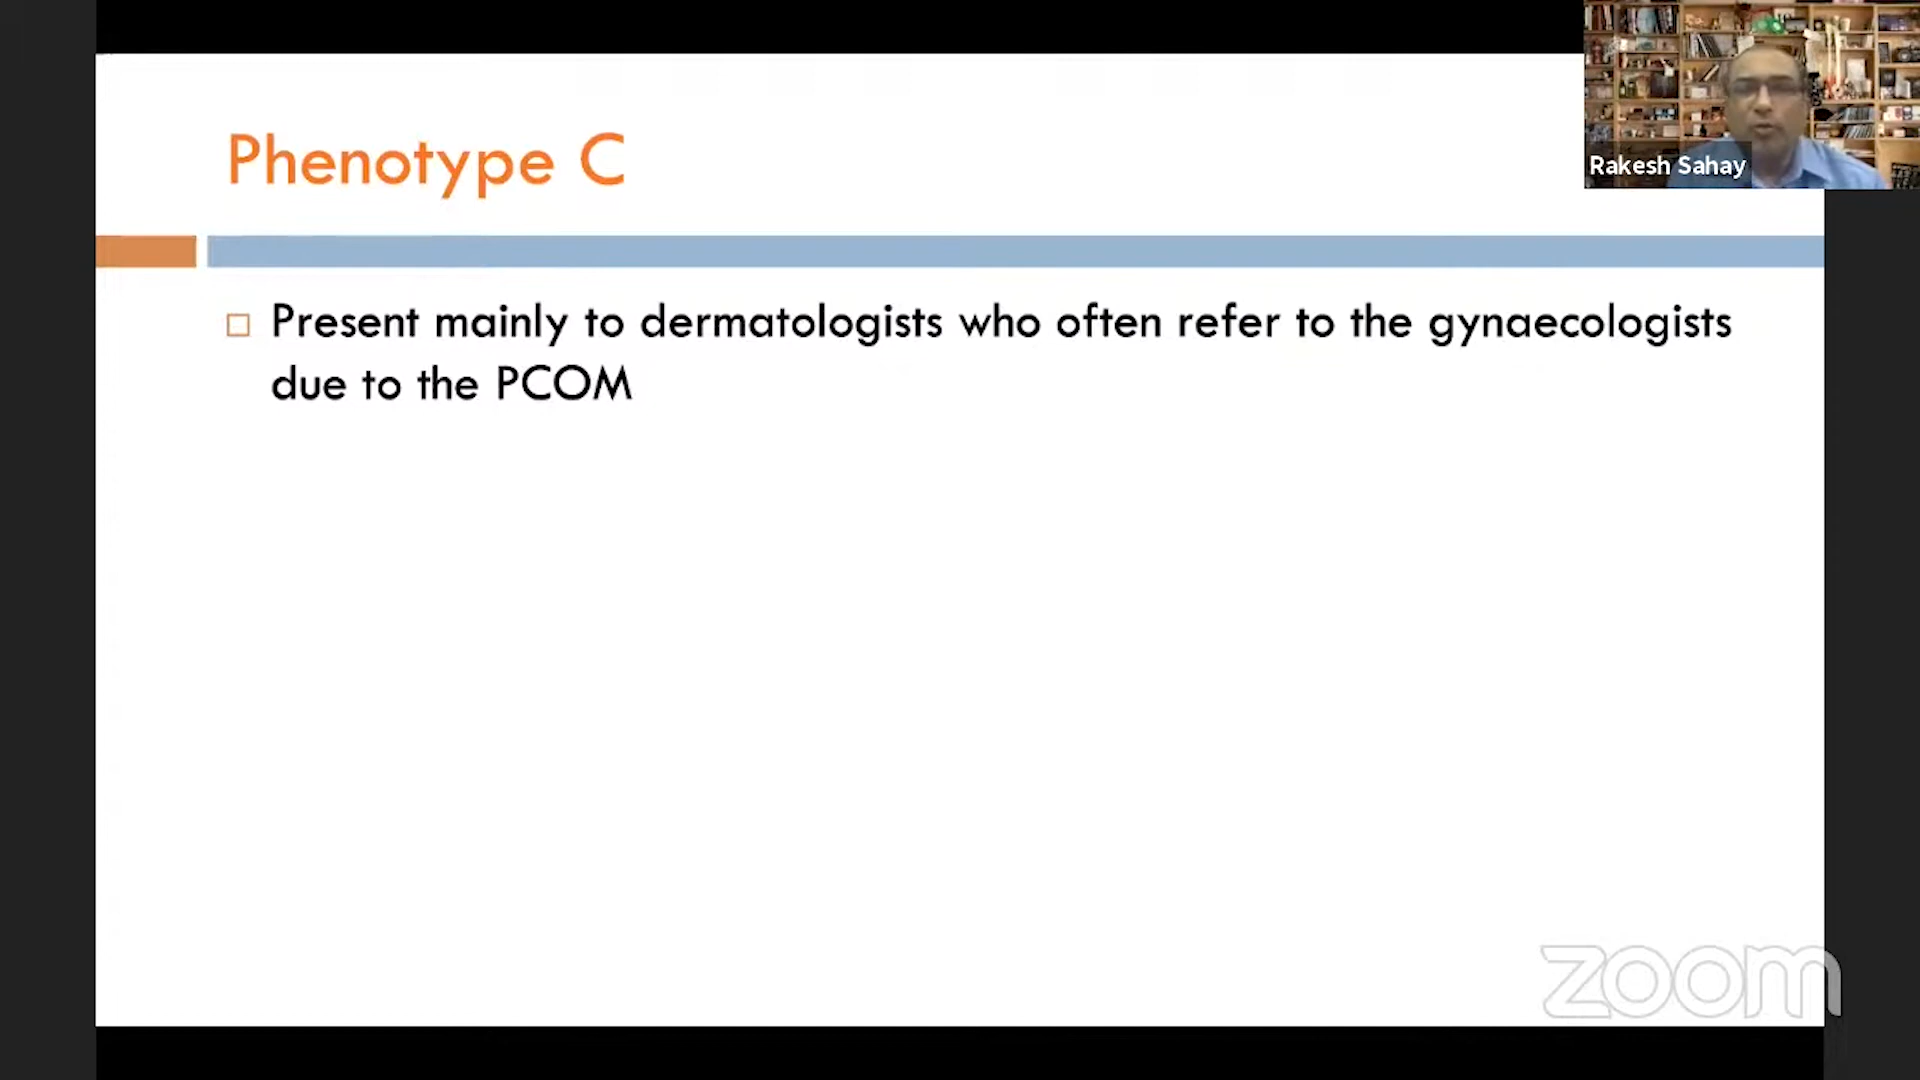 Phenotype C
Rakesh Sahay
Present mainly to dermatologists who often refer to the gynaecologists
due to the PCOM
zoom